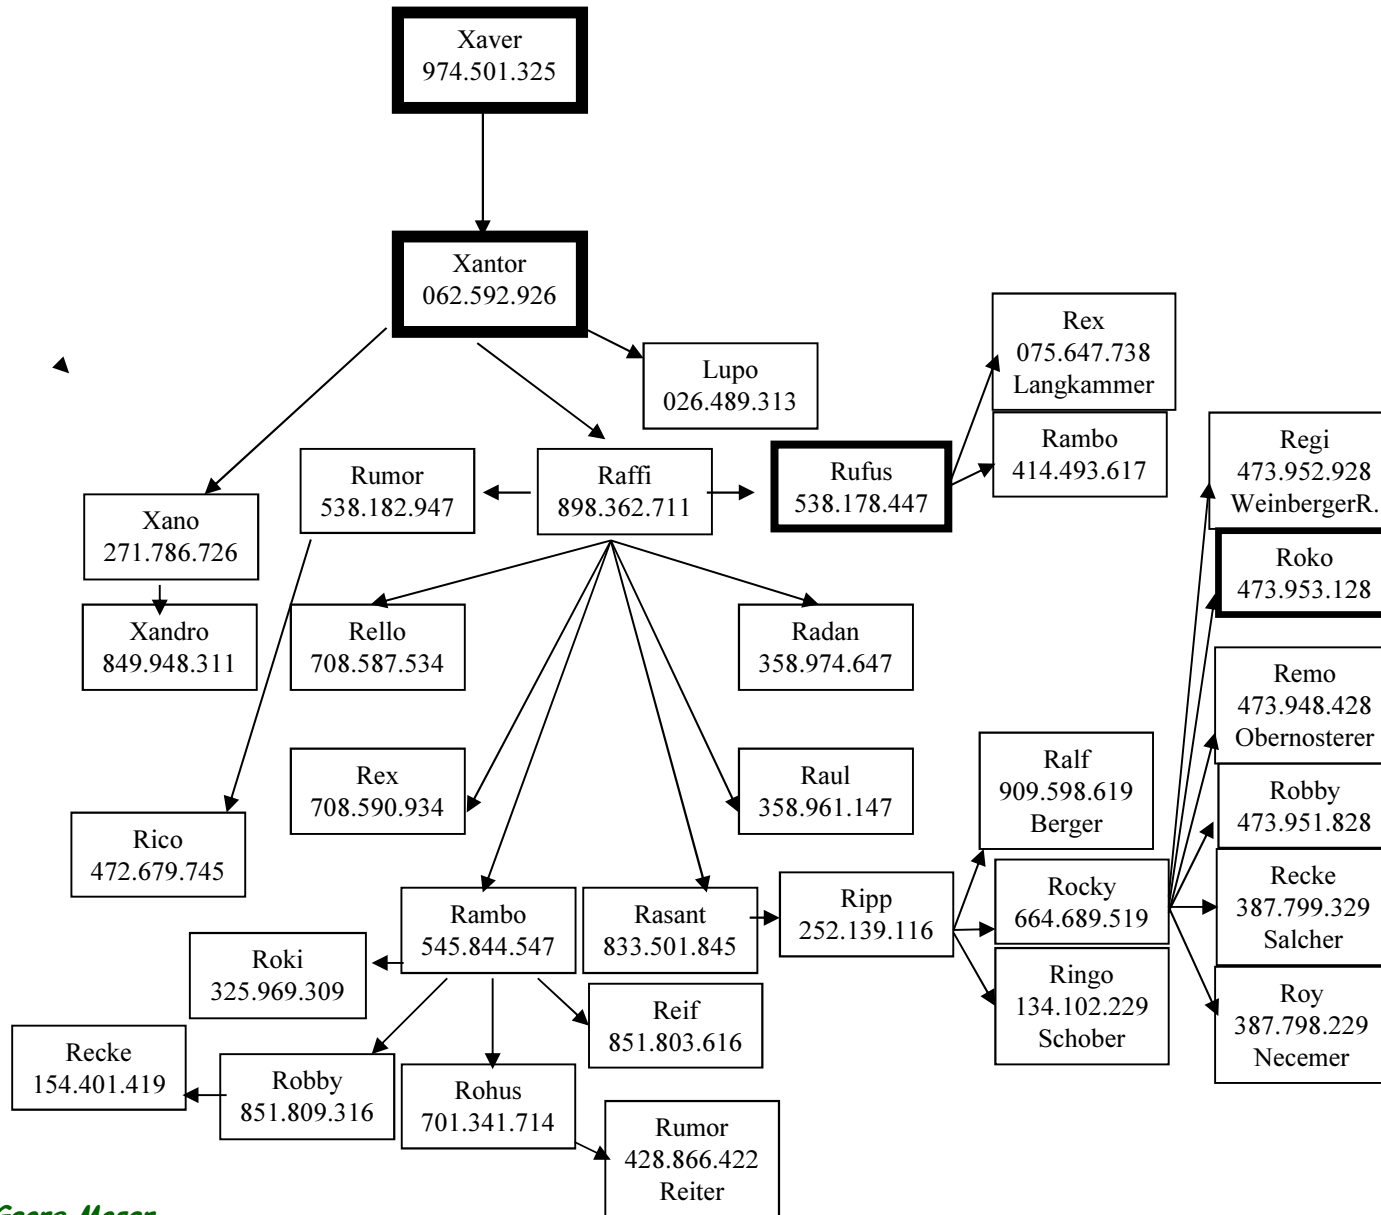 Xaver
974.501.325
Xantor
062.592.926
Lupo
026.489.313
Rex
075.647.738
Langkammer
Rambo
414.493.617
Rumor
538.182.947
Raffi
898.362.711
Rufus
538.178.447
Regi
473.952.928
WeinbergerR.
Xano
271.786.726
Roko
473.953.128
Xandro
849.948.311
Rello
708.587.534
Radan
358.974.647
Remo
473.948.428
Obernosterer
Rex
708.590.934
Raul
358.961.147
Ralf
909.598.619
Berger
Robby
473.951.828
Rico
472.679.745
Rambo
545.844.547
Rasant
833.501.845
Ripp
252.139.116
Rocky
664.689.519
Recke
387.799.329
Salcher
Roki
325.969.309
Reif
851.803.616
Ringo
134.102.229
Schober
Roy
387.798.229
Necemer
Recke
154.401.419
Robby
851.809.316
Rohus
701.341.714
Rumor
428.866.422
Reiter
Georg Moser